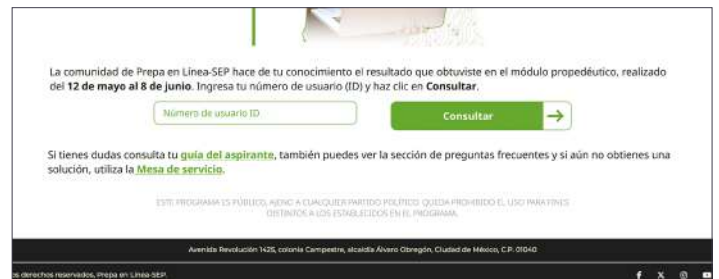 La comunidad de Prepa en Línea-SEP hace de tu conocimiento el resultado que obtuviste en el módulo propedéutico, realizado
del 12 de mayo al 8 de junio. Ingresa tu número de usuario (ID) y haz clic en Consultar.
Número de usuario ID
Consultar
Si tienes dudas consulta tu guía del aspirante, también puedes ver la sección de preguntas frecuentes y si aún no obtienes una
solución, utiliza la Mesa de servicio.
ESTE PROGRAMA ES PÚBLICO, AJENO A CUALQUIER PARTIDO POLÍTICO. QUEDA PROHIBIDO EL USO PARA FINES
DISTINTOS A LOS ESTABLECIDOS EN EL PROGRAMA.
Avenida Revolución 1425, colonia Campestre, alcaldía Álvaro Obregón, Ciudad de México, C.P. 01040
os derechos reservados, Prepa en Línea-SEP.